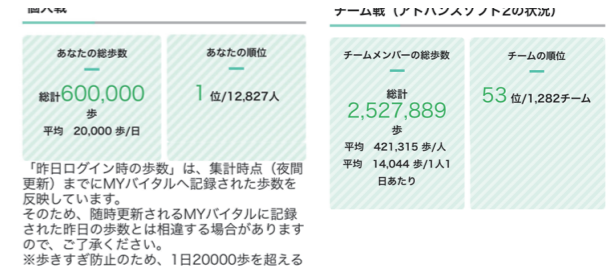 個人戦
あなたの総歩数
総計600,000
歩
平均 20,000 歩/日
あなたの順位
1 位/12,827人
「昨日ログイン時の歩数」は、集計時点（夜間
更新）までにMYバイタルへ記録された歩数を
反映しています。
そのため、随時更新されるMYバイタルに記録
された昨日の歩数とは相違する場合があります
ので、ご了承ください。
※歩きすぎ防止のため、1日20000歩を超える
チーム戦（アドバンスソフト2の状況）
チームメンバーの総歩数
総計
2,527,889
歩
平均 421,315 歩/人
平均 14,044 歩/1人1
日あたり
チームの順位
53 位/1,282チーム